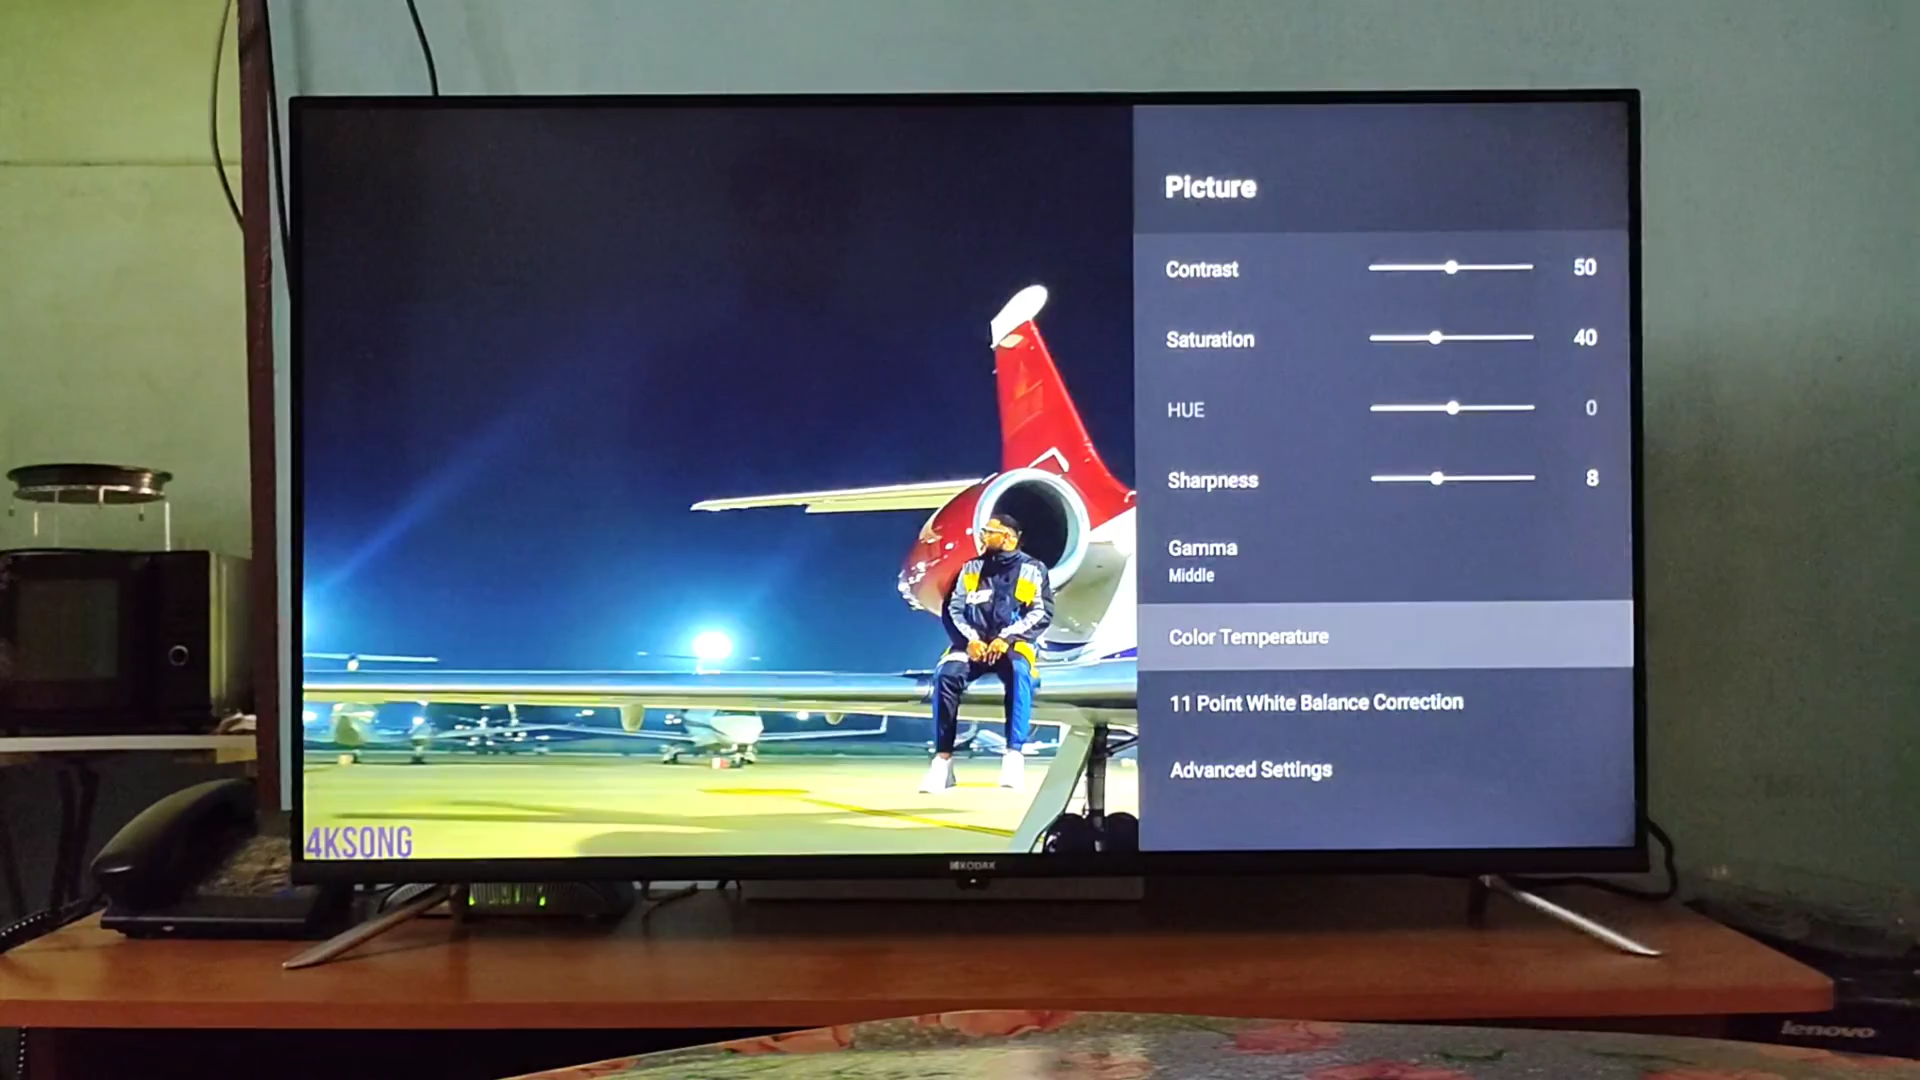 Picture
Contrast 50
Saturation 40
HUE 0
Sharpness 8
Gamma
Middle
Color Temperature
11 Point White Balance Correction
Advanced Settings
4KSONG
KODAK
lenovo